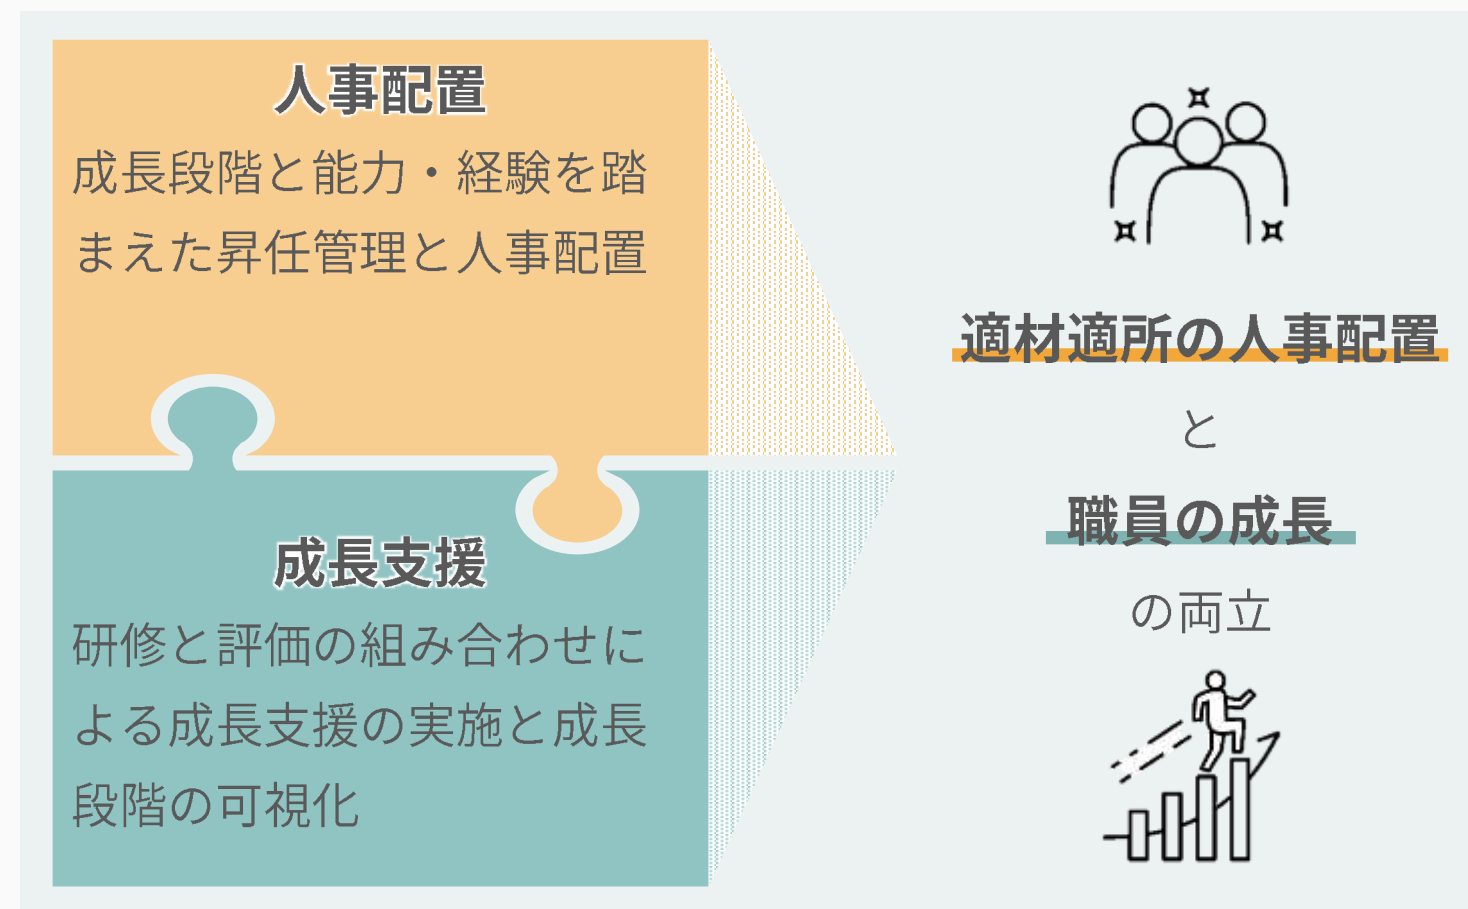 人事配置
成長段階と能力・経験を踏
まえた昇任管理と人事配置
成長支援
研修と評価の組み合わせに
よる成長支援の実施と成長
段階の可視化
適材適所の人事配置
と
職員の成長
の両立